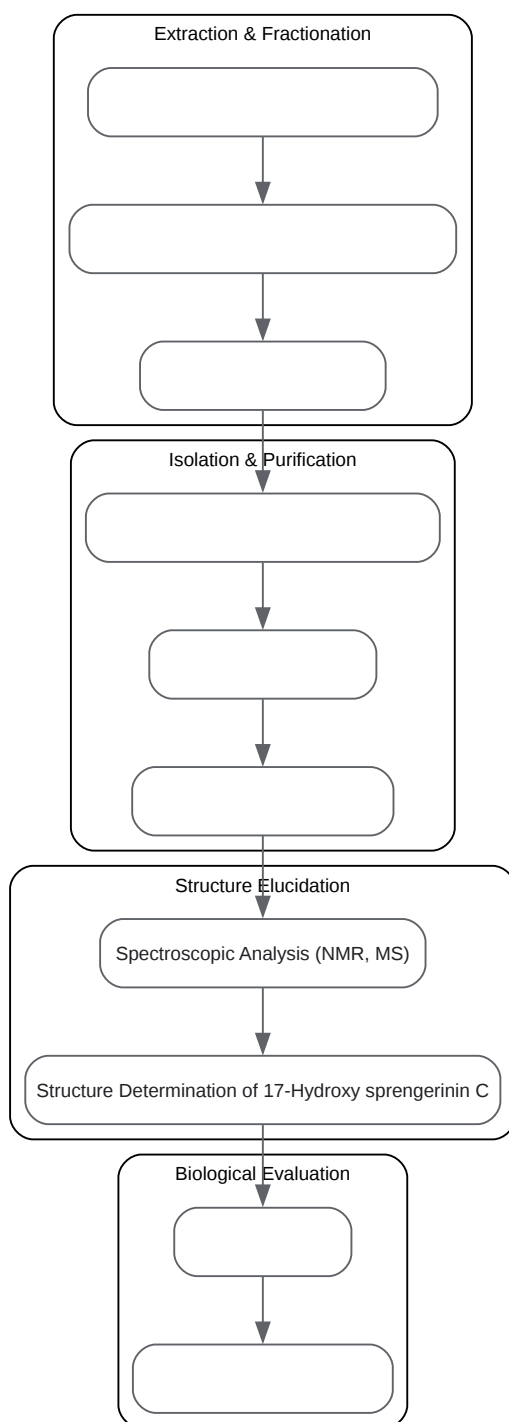 Extraction & Fractionation
Isolation & Purification
Structure Elucidation
Spectroscopic Analysis (NMR, MS)
Structure Determination of 17-Hydroxy sprengerinin C
Biological Evaluation